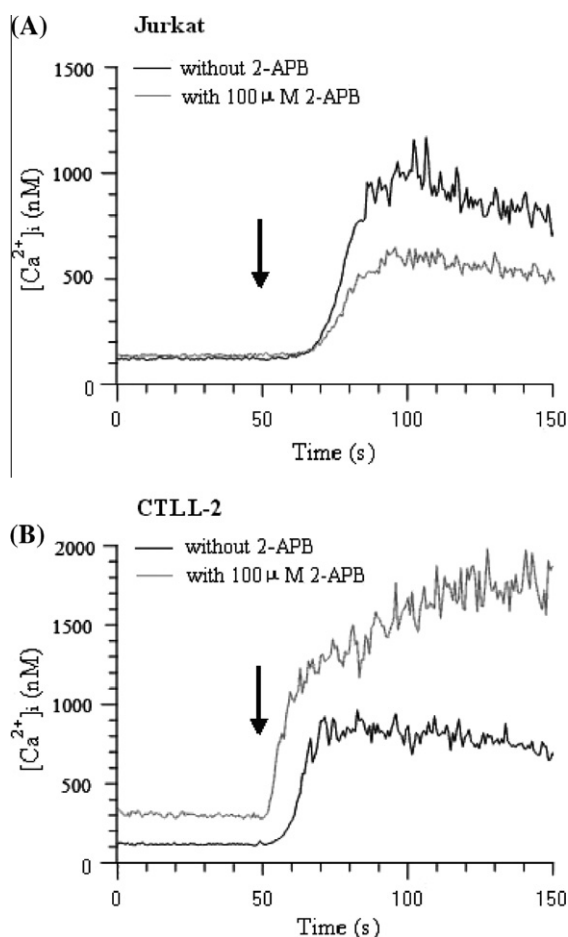 (A)
Jurkat
without 2-APB
with 100 μ M 2-APB
1500
1000
500
0
[Ca²⁺]i (nM)
0 50 100 150
Time (s)
(B)
CTLL-2
without 2-APB
with 100 μ M 2-APB
2000
1500
1000
500
0
[Ca²⁺]i (nM)
0 50 100 150
Time (s)